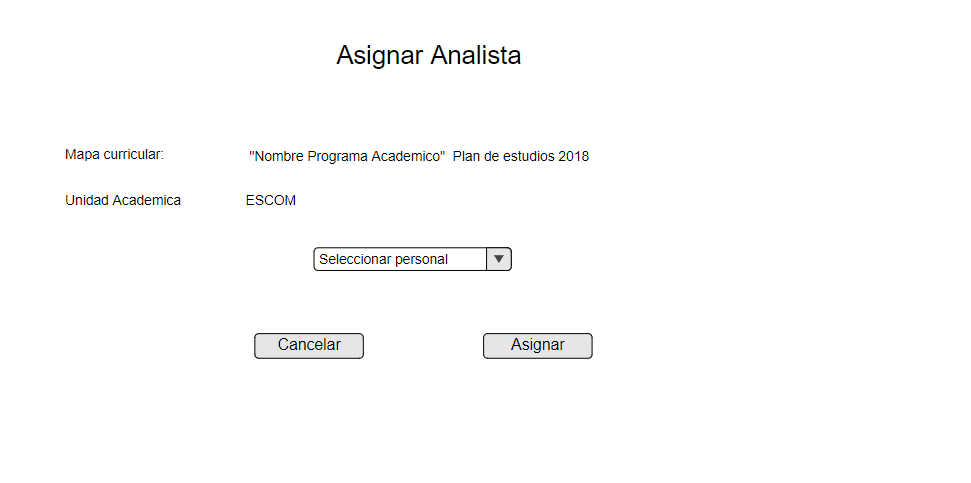 Asignar Analista
Mapa curricular: "Nombre Programa Academico" Plan de estudios 2018
Unidad Academica ESCOM
Seleccionar personal
Cancelar Asignar